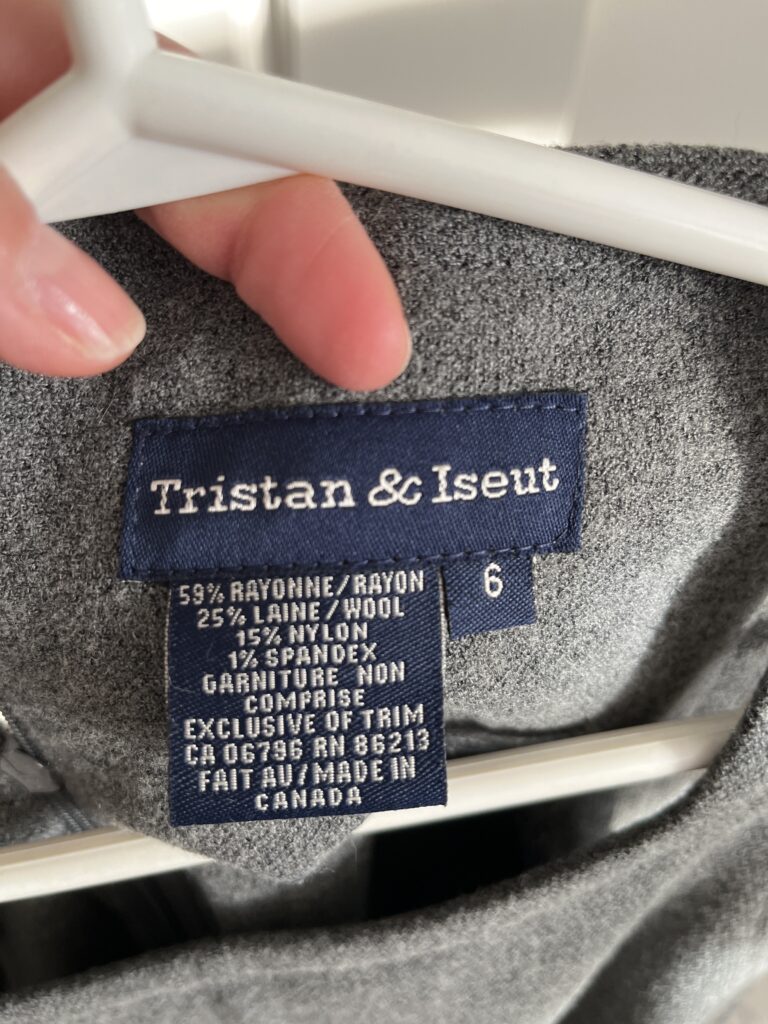 Tristan & Iseut
6
59% RAYONNE/RAYON
25% LAINE/WOOL
15% NYLON
1% SPANDEX
GARNITURE NON
COMPRISE
EXCLUSIVE OF TRIM
CA 06796 RN 86213
FAIT AU/MADE IN
CANADA